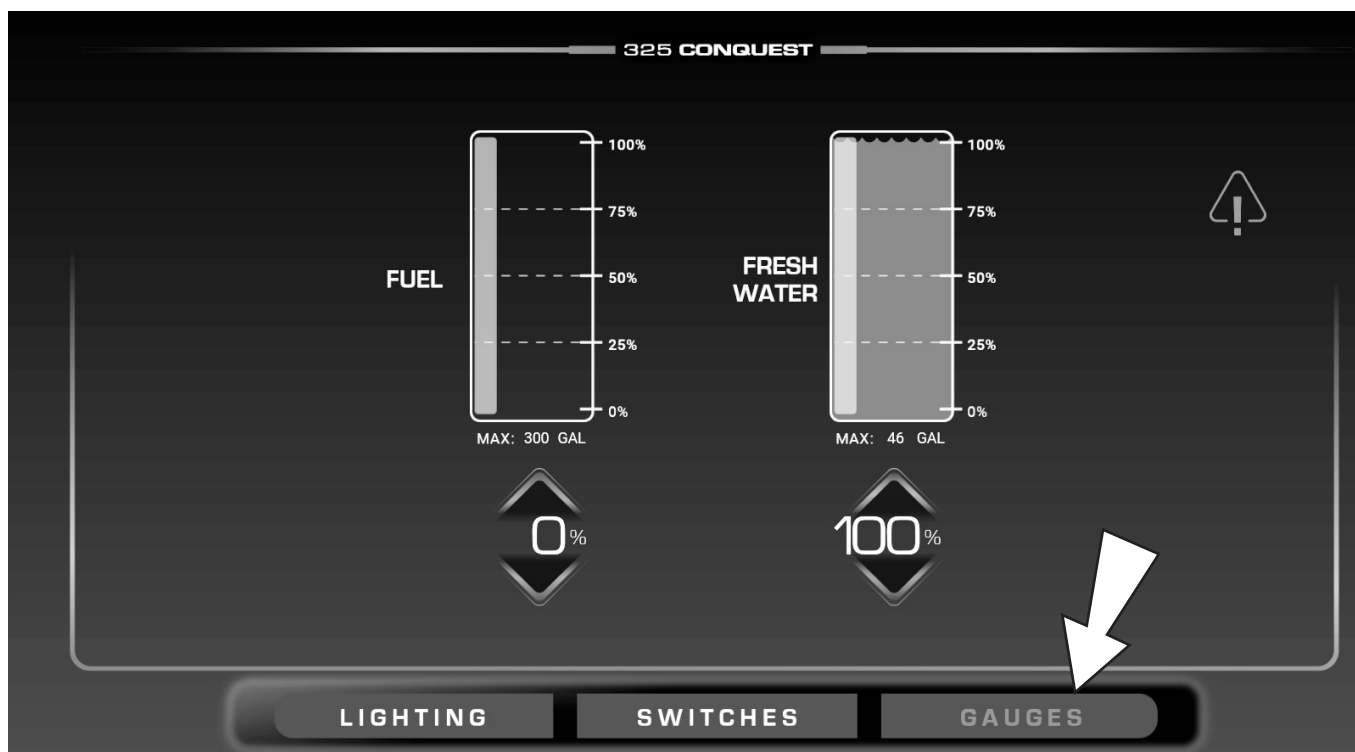 325 CONQUEST
FUEL
100%
75%
50%
25%
0%
MAX: 300 GAL
0%
FRESH
WATER
100%
75%
50%
25%
0%
MAX: 46 GAL
100%
!
LIGHTING
SWITCHES
GAUGES